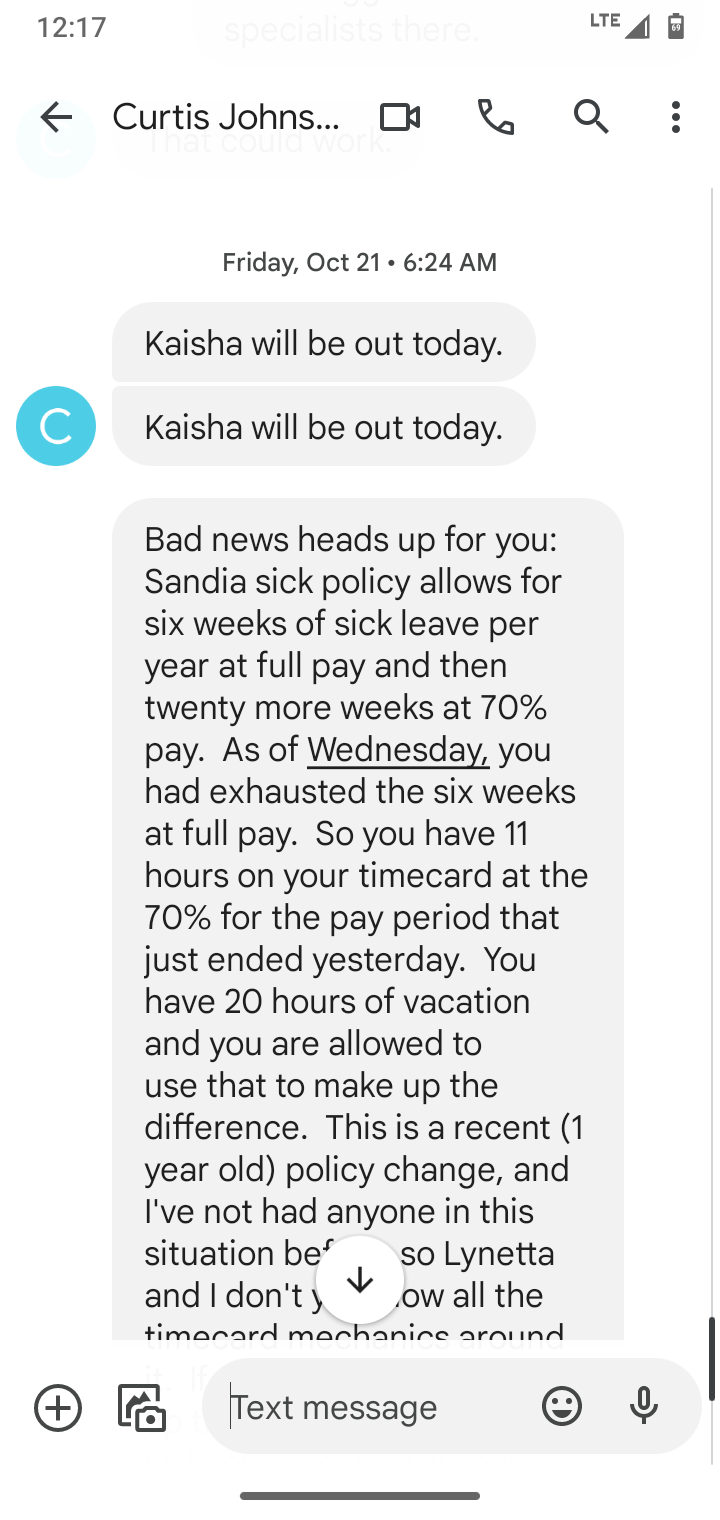 12:17
LTE
69
specialists there.
Curtis Johns...
That could work.
Friday, Oct 21 • 6:24 AM
Kaisha will be out today.
C
Kaisha will be out today.
Bad news heads up for you:
Sandia sick policy allows for
six weeks of sick leave per
year at full pay and then
twenty more weeks at 70%
pay.  As of Wednesday, you
had exhausted the six weeks
at full pay.  So you have 11
hours on your timecard at the
70% for the pay period that
just ended yesterday.  You
have 20 hours of vacation
and you are allowed to
use that to make up the
difference.  This is a recent (1
year old) policy change, and
I've not had anyone in this
situation so Lynetta
and I don't all the
timecard mechanics around
it. If
Text message